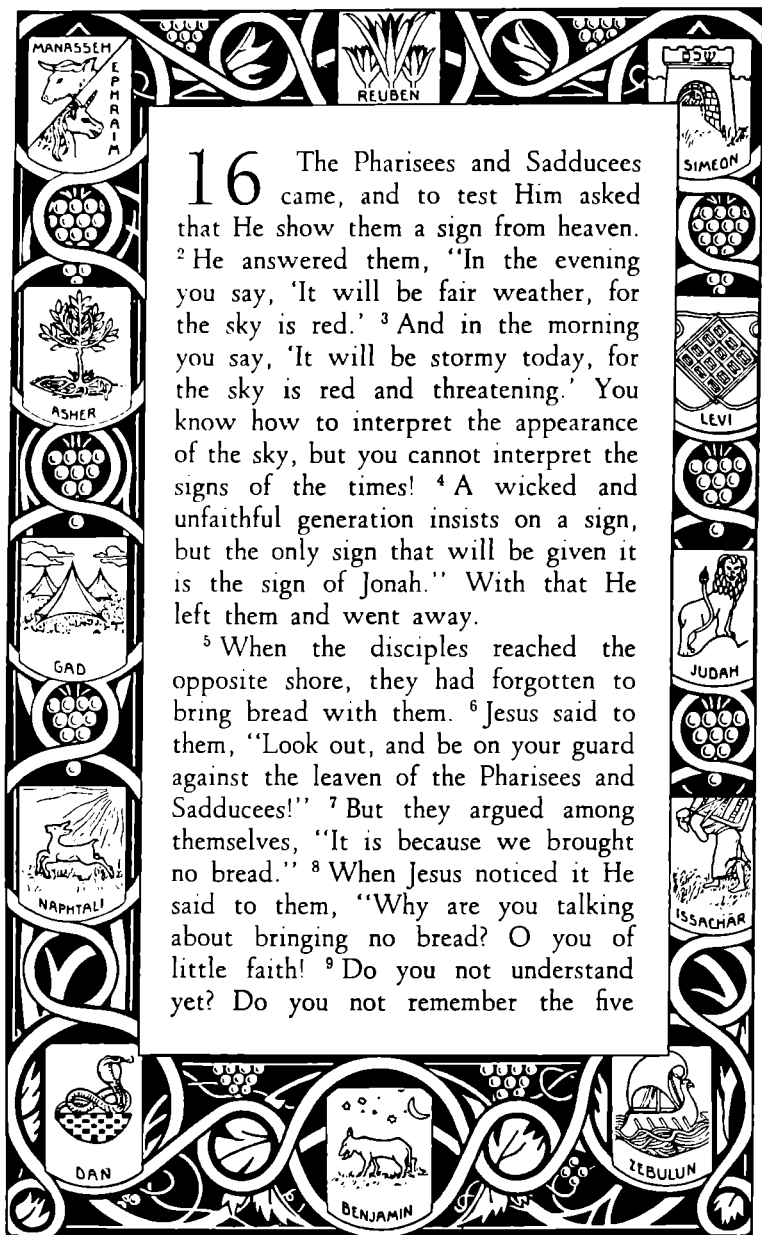 MANASSEH
EPHRAIM
REUBEN
SIMEON
16 The Pharisees and Sadducees
came, and to test Him asked
that He show them a sign from heaven.
² He answered them, “In the evening
you say, ‘It will be fair weather, for
the sky is red.’ ³ And in the morning
you say, ‘It will be stormy today, for
the sky is red and threatening.’ You
know how to interpret the appearance
of the sky, but you cannot interpret the
signs of the times! ⁴ A wicked and
unfaithful generation insists on a sign,
but the only sign that will be given it
is the sign of Jonah.” With that He
left them and went away.
⁵ When the disciples reached the
opposite shore, they had forgotten to
bring bread with them. ⁶ Jesus said to
them, “Look out, and be on your guard
against the leaven of the Pharisees and
Sadducees!” ⁷ But they argued among
themselves, “It is because we brought
no bread.” ⁸ When Jesus noticed it He
said to them, “Why are you talking
about bringing no bread? O you of
little faith! ⁹ Do you not understand
yet? Do you not remember the five
ASHER
LEVI
GAD
JUDAH
NAPHTALI
ISSACHAR
DAN
BENJAMIN
ZEBULUN